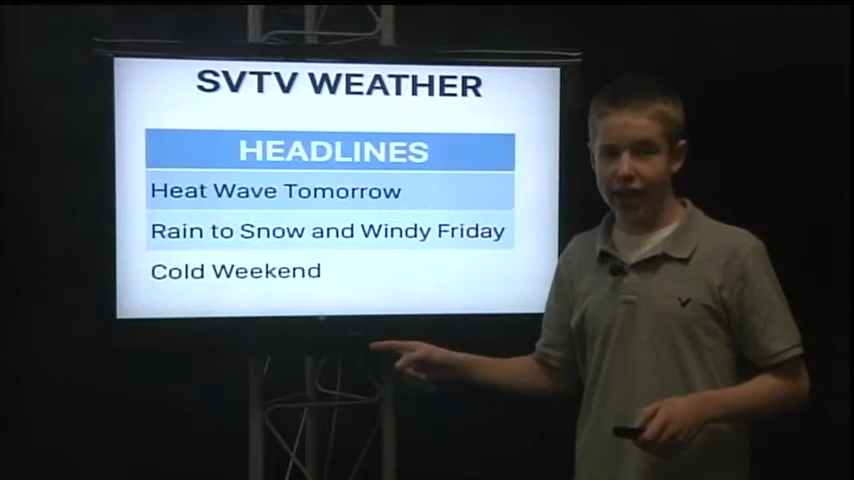 SVTV WEATHER
HEADLINES
Heat Wave Tomorrow
Rain to Snow and Windy Friday
Cold Weekend